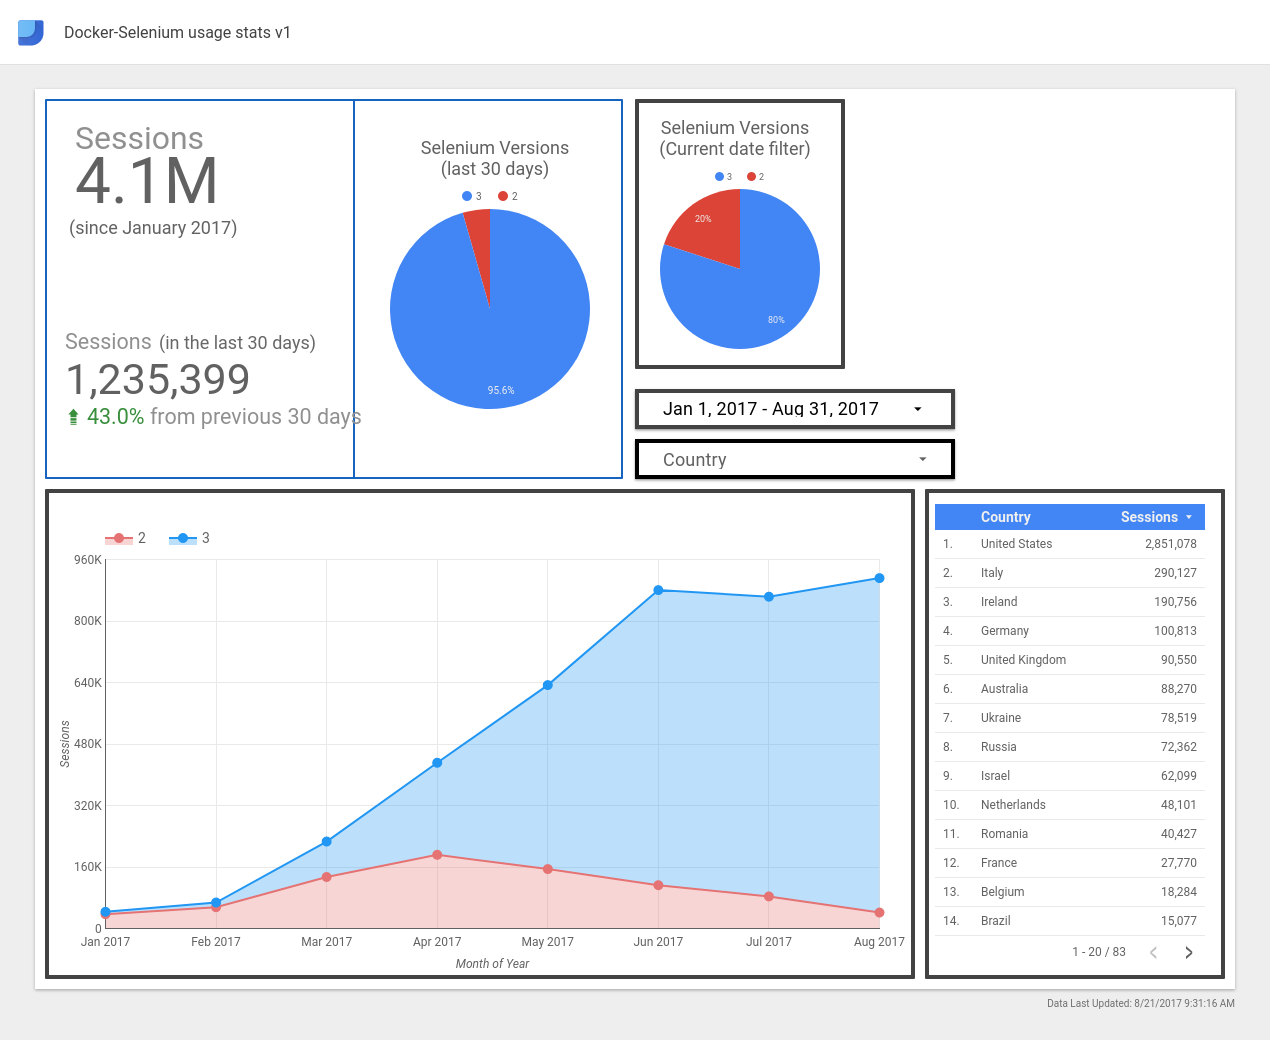 Docker-Selenium usage stats v1
Sessions
4.1M
(since January 2017)
Sessions (in the last 30 days)
1,235,399
43.0% from previous 30 days
Selenium Versions
(last 30 days)
3 2
95.6%
Selenium Versions
(Current date filter)
3 2
20%
80%
Jan 1, 2017 - Aug 31, 2017
Country
2 3
960K
800K
640K
480K
320K
160K
0
Sessions
Jan 2017 Feb 2017 Mar 2017 Apr 2017 May 2017 Jun 2017 Jul 2017 Aug 2017
Month of Year
Country Sessions
1. United States 2,851,078
2. Italy 290,127
3. Ireland 190,756
4. Germany 100,813
5. United Kingdom 90,550
6. Australia 88,270
7. Ukraine 78,519
8. Russia 72,362
9. Israel 62,099
10. Netherlands 48,101
11. Romania 40,427
12. France 27,770
13. Belgium 18,284
14. Brazil 15,077
1 - 20 / 83
Data Last Updated: 8/21/2017 9:31:16 AM